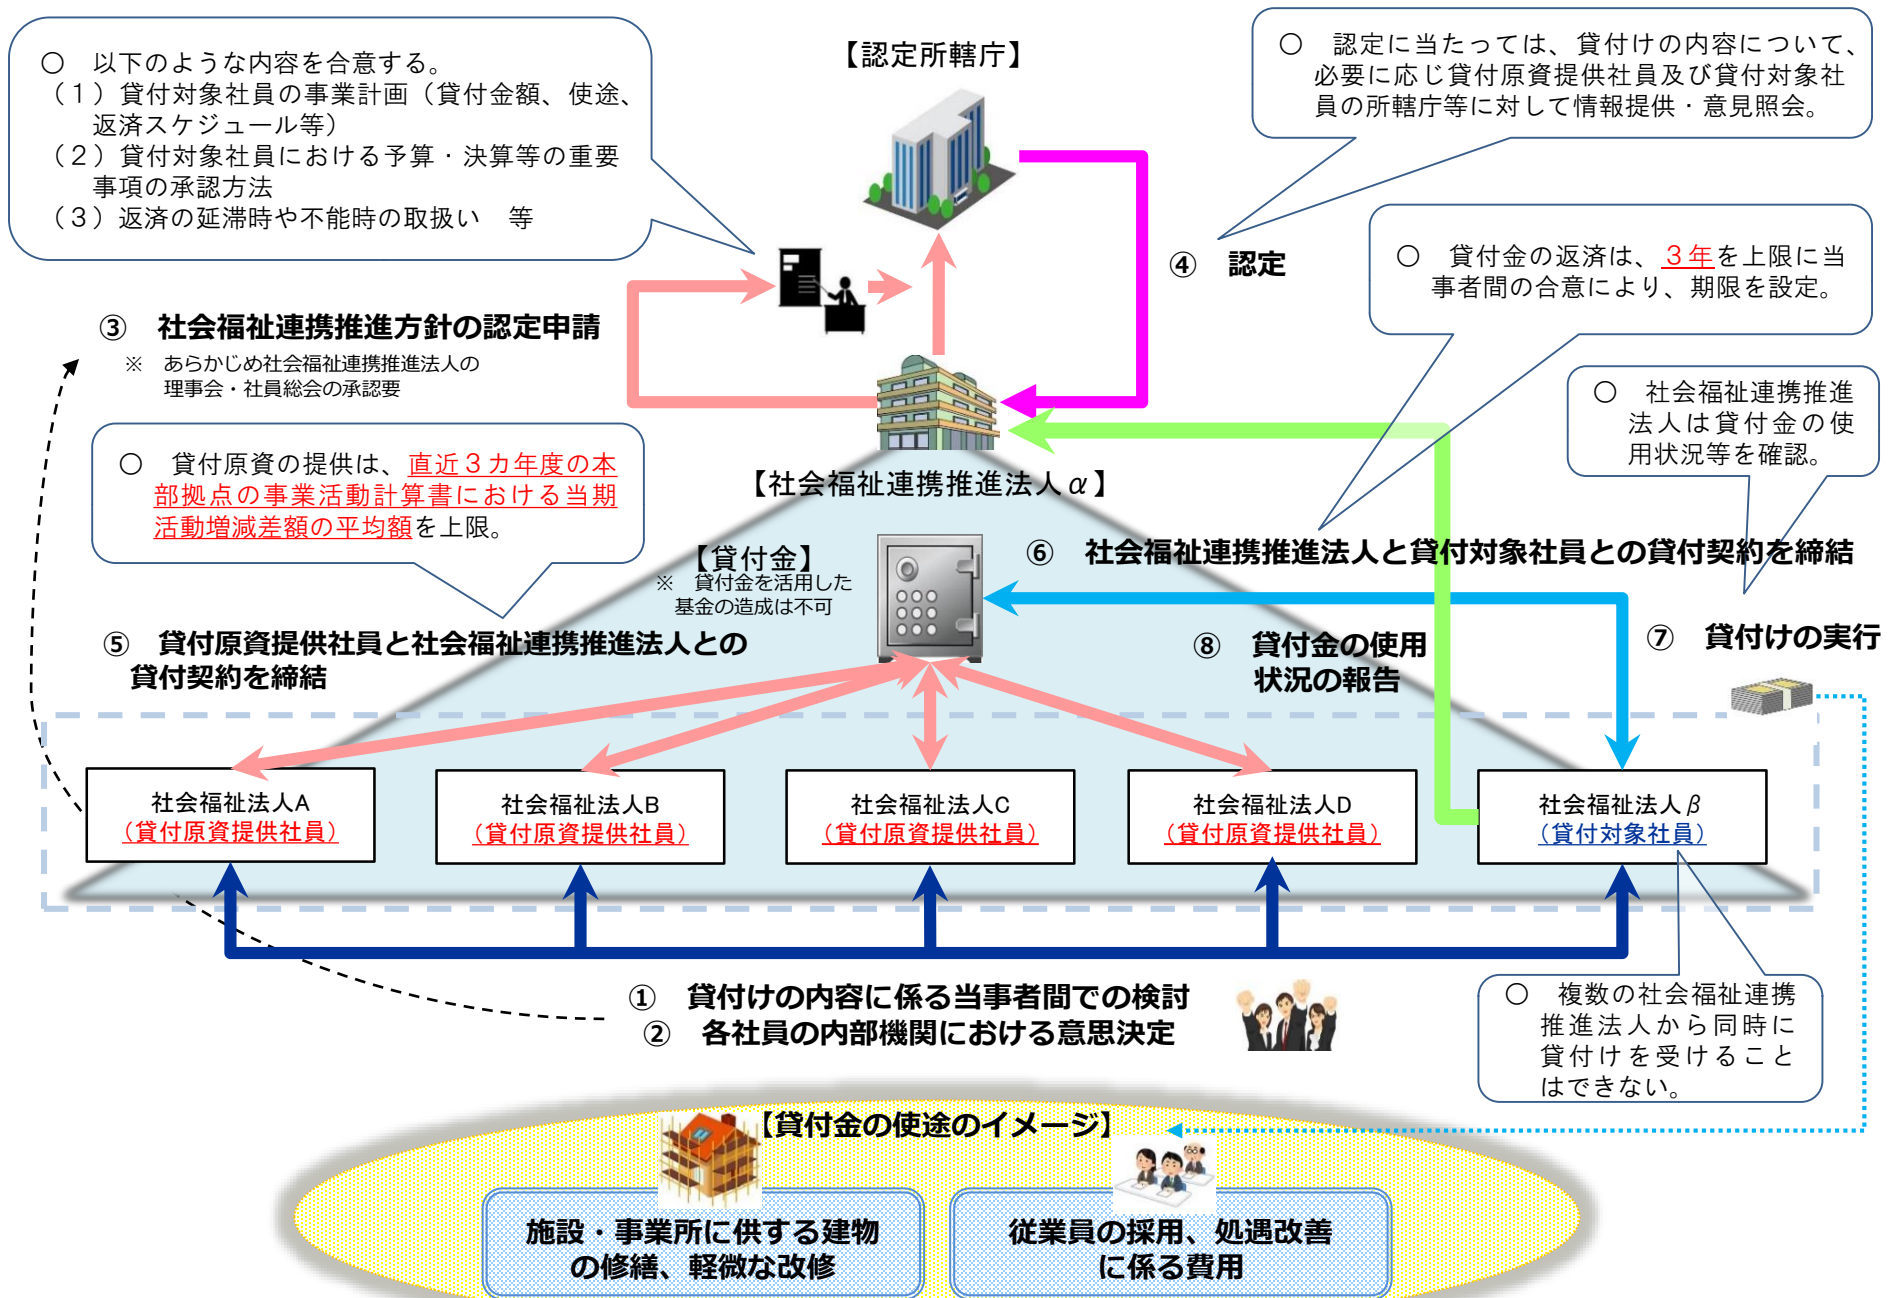 ○　以下のような内容を合意する。
（１）貸付対象社員の事業計画（貸付金額、使途、
返済スケジュール等）
（２）貸付対象社員における予算・決算等の重要
事項の承認方法
（３）返済の延滞時や不能時の取扱い　等
【認定所轄庁】
○　認定に当たっては、貸付けの内容について、
必要に応じ貸付原資提供社員及び貸付対象社
員の所轄庁等に対して情報提供・意見照会。
④　認定
○　貸付金の返済は、３年を上限に当
事者間の合意により、期限を設定。
③　社会福祉連携推進方針の認定申請
※　あらかじめ社会福祉連携推進法人の
理事会・社員総会の承認要
○　社会福祉連携推進
法人は貸付金の使
用状況等を確認。
○　貸付原資の提供は、直近３カ年度の本
部拠点の事業活動計算書における当期
活動増減差額の平均額を上限。
【社会福祉連携推進法人α】
【貸付金】
※　貸付金を活用した
基金の造成は不可
⑥　社会福祉連携推進法人と貸付対象社員との貸付契約を締結
⑤　貸付原資提供社員と社会福祉連携推進法人との
貸付契約を締結
⑧　貸付金の使用
状況の報告
⑦　貸付けの実行
社会福祉法人A
（貸付原資提供社員）
社会福祉法人B
（貸付原資提供社員）
社会福祉法人C
（貸付原資提供社員）
社会福祉法人D
（貸付原資提供社員）
社会福祉法人β
（貸付対象社員）
①　貸付けの内容に係る当事者間での検討
②　各社員の内部機関における意思決定
○　複数の社会福祉連携
推進法人から同時に
貸付けを受けること
はできない。
【貸付金の使途のイメージ】
施設・事業所に供する建物
の修繕、軽微な改修
従業員の採用、処遇改善
に係る費用